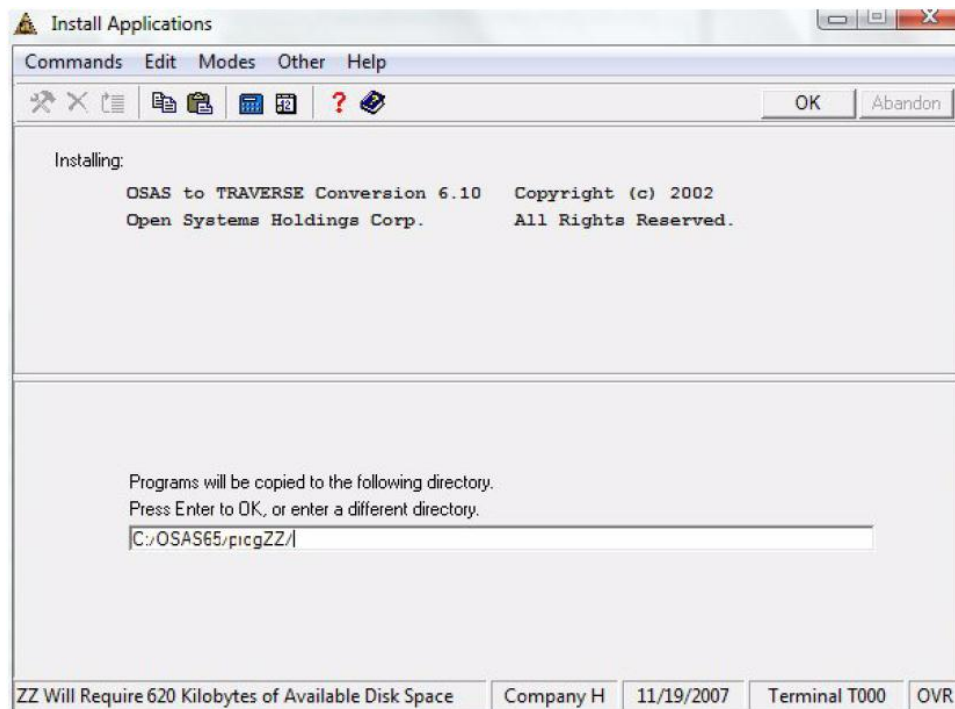 Install Applications
Commands Edit Modes Other Help
OK Abandon
Installing:
OSAS to TRAVERSE Conversion 6.10 Copyright (c) 2002
Open Systems Holdings Corp. All Rights Reserved.
Programs will be copied to the following directory.
Press Enter to OK, or enter a different directory.
C:/OSAS65/progZZ/
ZZ Will Require 620 Kilobytes of Available Disk Space Company H 11/19/2007 Terminal T000 OVR